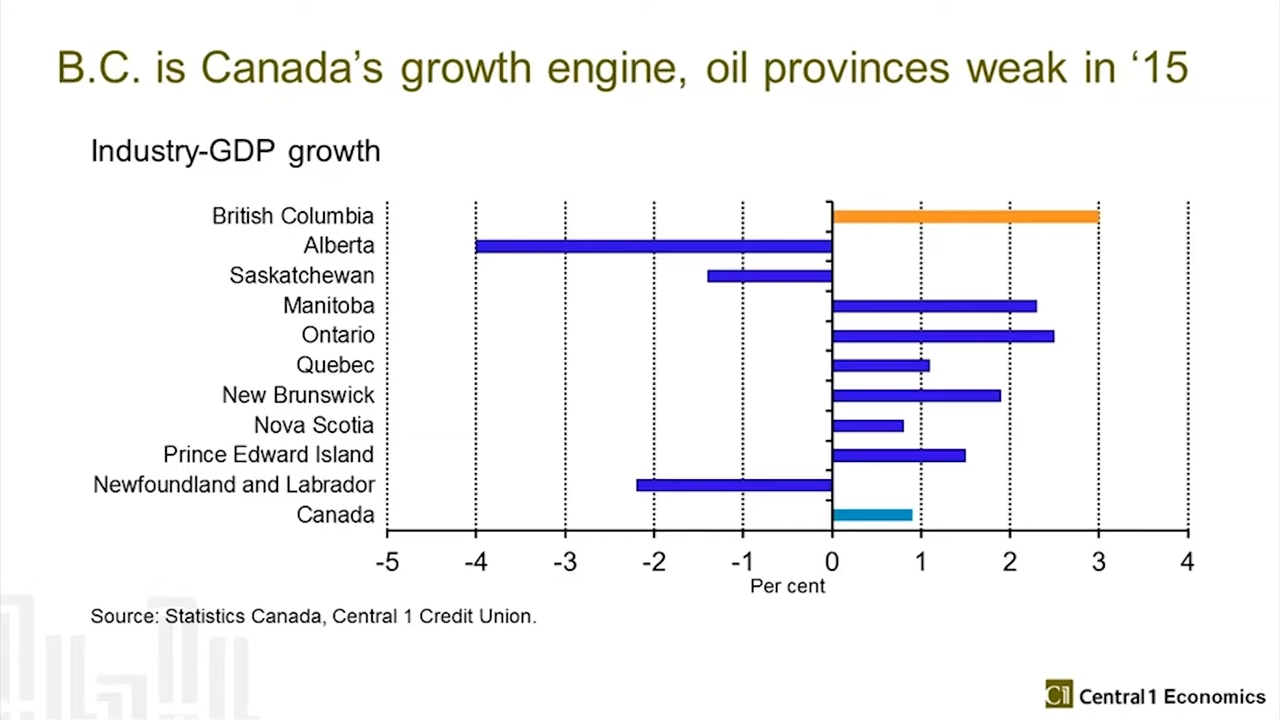 B.C. is Canada’s growth engine, oil provinces weak in ‘15
Industry-GDP growth
British Columbia
Alberta
Saskatchewan
Manitoba
Ontario
Quebec
New Brunswick
Nova Scotia
Prince Edward Island
Newfoundland and Labrador
Canada
-5 -4 -3 -2 -1 0 1 2 3 4
Per cent
Source: Statistics Canada, Central 1 Credit Union.
C1 Central 1 Economics